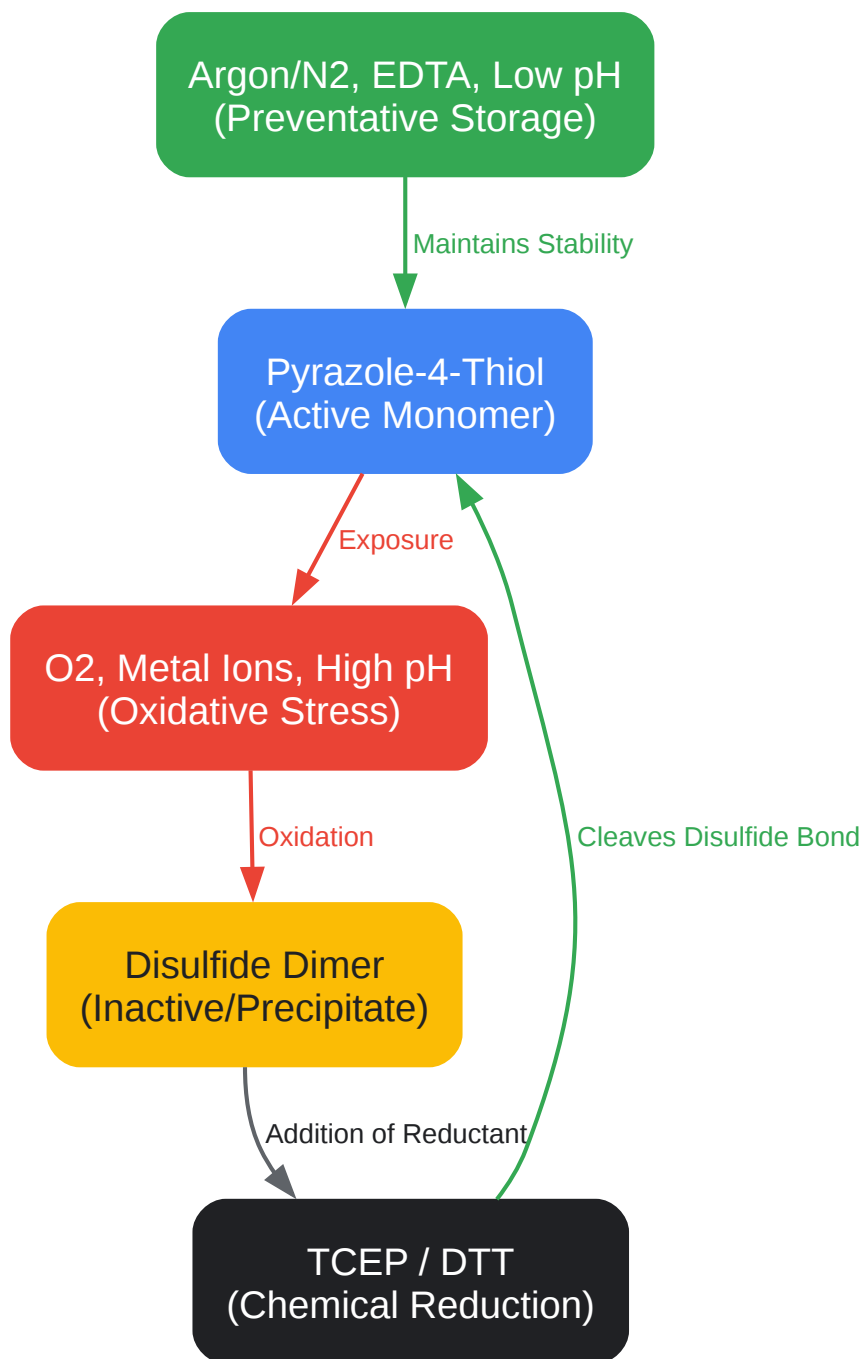 Argon/N2, EDTA, Low pH
(Preventative Storage)
Maintains Stability
Pyrazole-4-Thiol
(Active Monomer)
Exposure
O2, Metal Ions, High pH
(Oxidative Stress)
Oxidation
Cleaves Disulfide Bond
Disulfide Dimer
(Inactive/Precipitate)
Addition of Reductant
TCEP / DTT
(Chemical Reduction)